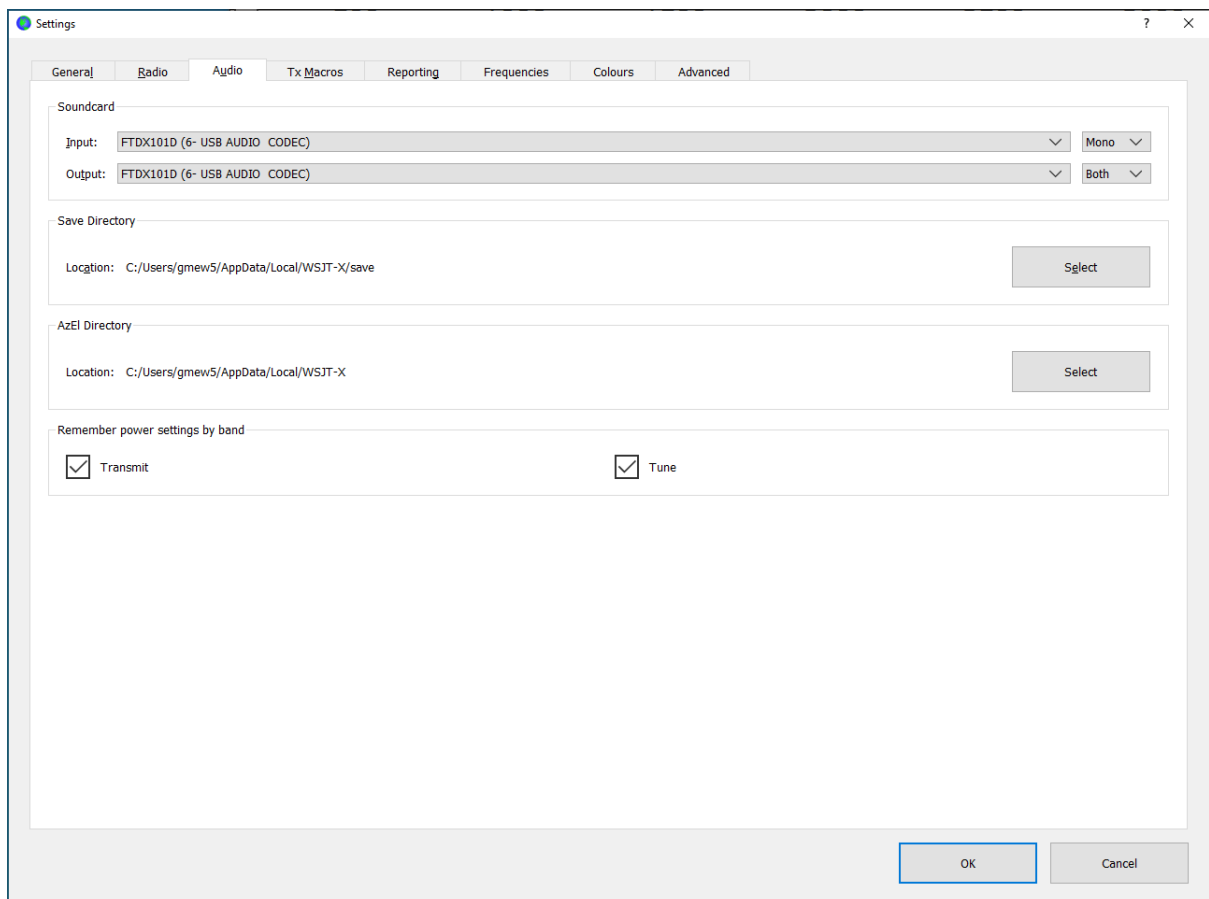 Settings
?
General Radio Audio Tx Macros Reporting Frequencies Colours Advanced
Soundcard
Input: FTDX101D (6- USB AUDIO  CODEC) Mono
Output: FTDX101D (6- USB AUDIO  CODEC) Both
Save Directory
Location: C:/Users/gmew5/AppData/Local/WSJT-X/save Select
AzEl Directory
Location: C:/Users/gmew5/AppData/Local/WSJT-X Select
Remember power settings by band
Transmit Tune
OK Cancel